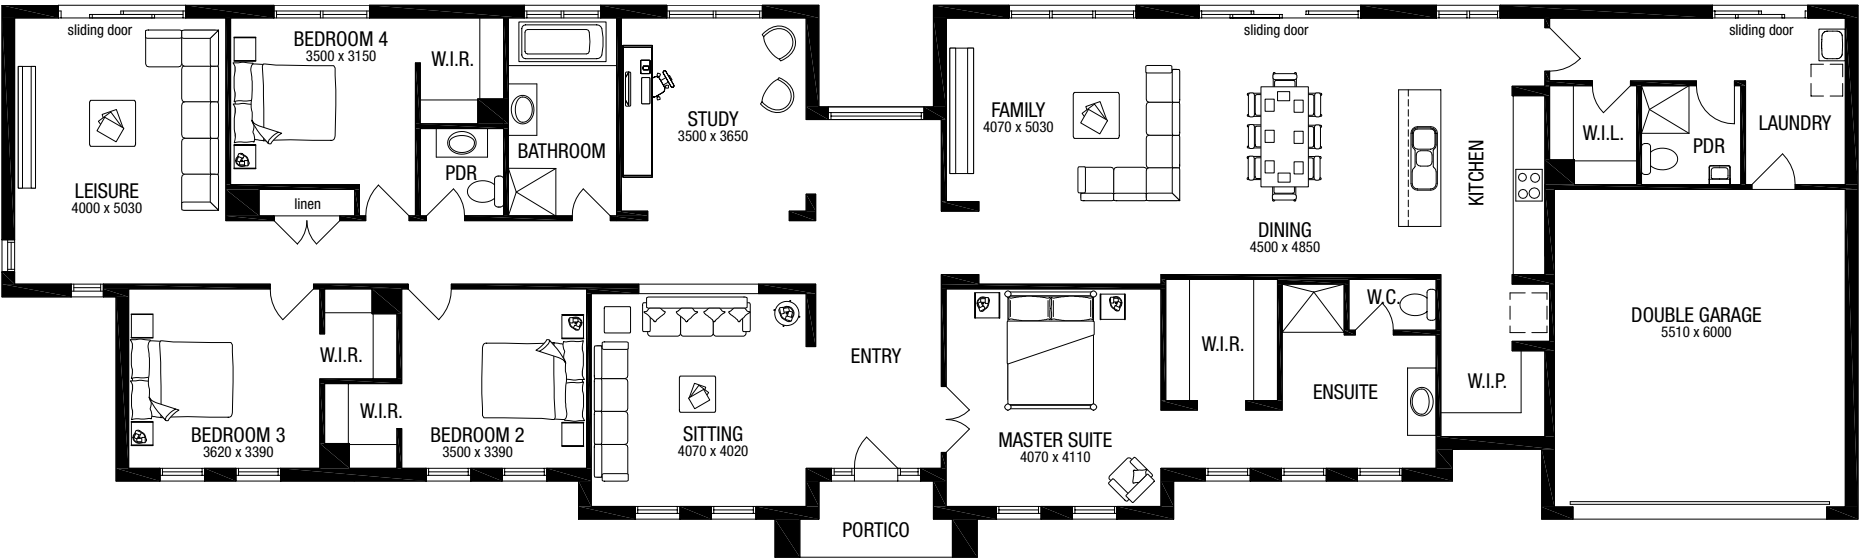 sliding door
BEDROOM 4
3500 x 3150
W.I.R.
LEISURE
4000 x 5030
linen
PDR
BATHROOM
STUDY
3500 x 3650
FAMILY
4070 x 5030
sliding door
DINING
4500 x 4850
KITCHEN
sliding door
W.I.L.
PDR
LAUNDRY
DOUBLE GARAGE
5510 x 6000
BEDROOM 3
3620 x 3390
W.I.R.
W.I.R.
BEDROOM 2
3500 x 3390
SITTING
4070 x 4020
ENTRY
PORTICO
MASTER SUITE
4070 x 4110
W.I.R.
ENSUITE
W.C.
W.I.P.